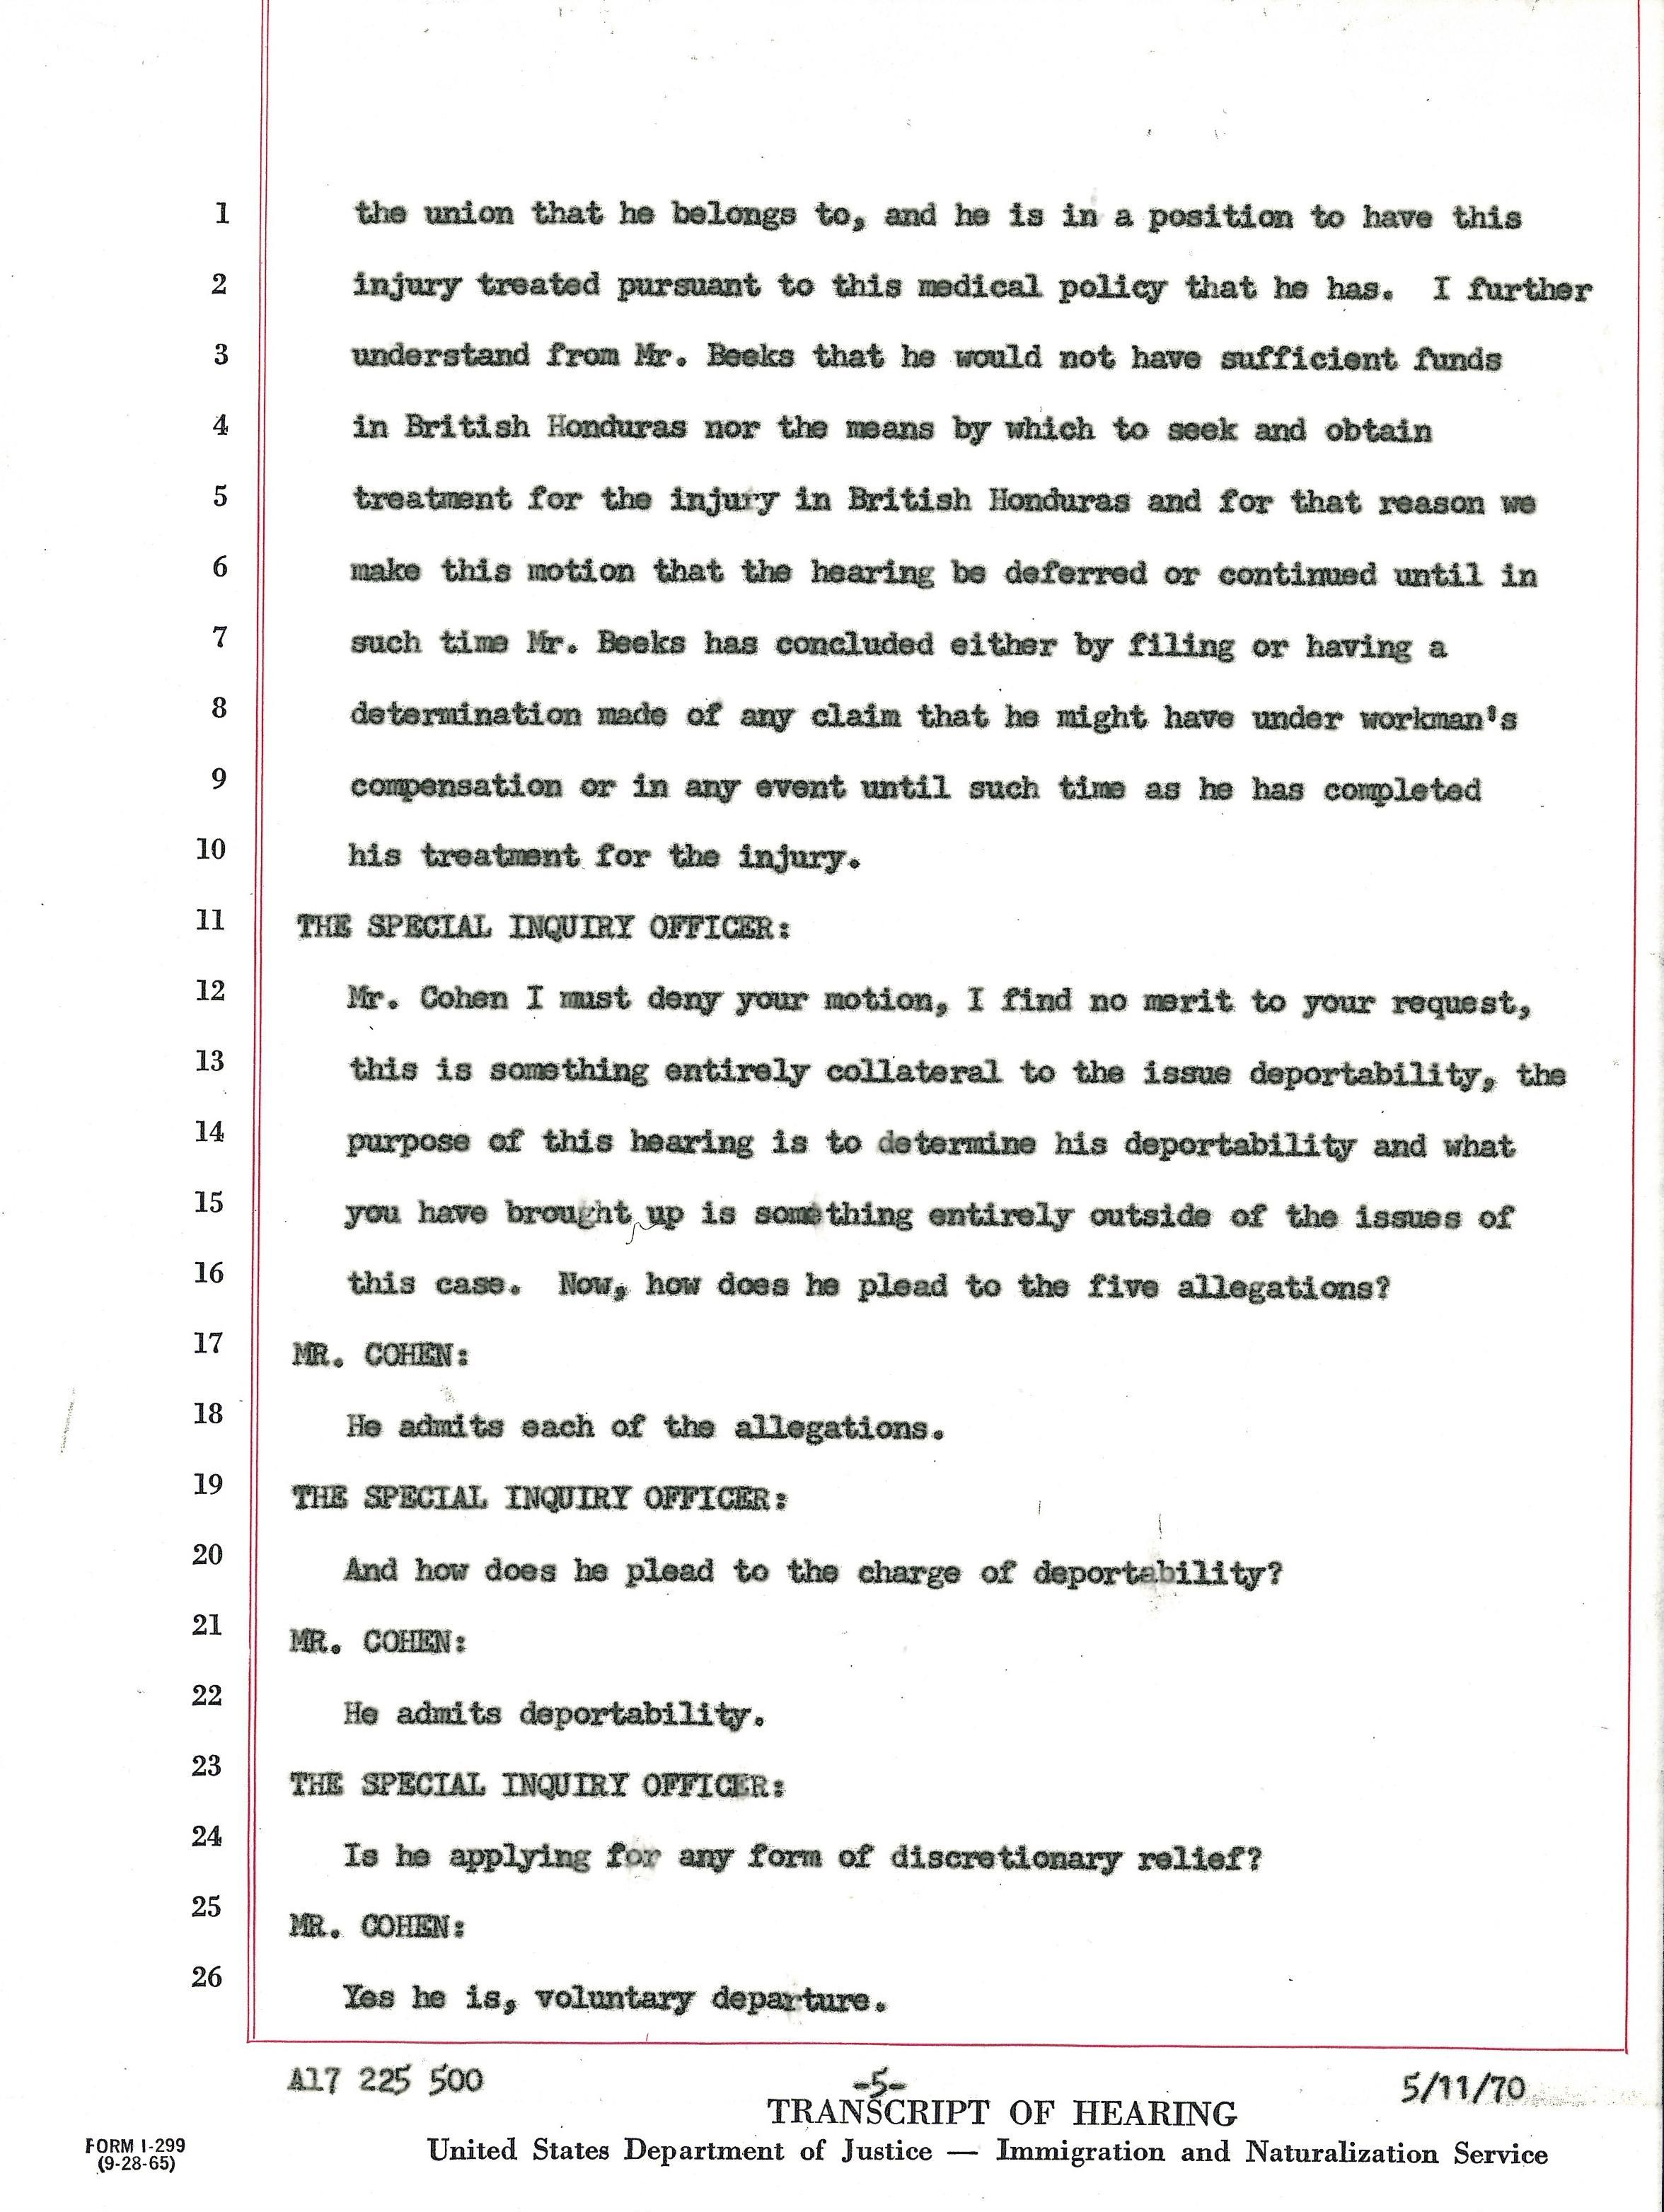 1 the union that he belongs to, and he is in a position to have this
2 injury treated pursuant to this medical policy that he has. I further
3 understand from Mr. Beeks that he would not have sufficient funds
4 in British Honduras nor the means by which to seek and obtain
5 treatment for the injury in British Honduras and for that reason we
6 make this motion that the hearing be deferred or continued until in
7 such time Mr. Beeks has concluded either by filing or having a
8 determination made of any claim that he might have under workman's
9 compensation or in any event until such time as he has completed
10 his treatment for the injury.
11 THE SPECIAL INQUIRY OFFICER:
12 Mr. Cohen I must deny your motion, I find no merit to your request,
13 this is something entirely collateral to the issue deportability, the
14 purpose of this hearing is to determine his deportability and what
15 you have brought up is something entirely outside of the issues of
16 this case. Now, how does he plead to the five allegations?
17 MR. COHEN:
18 He admits each of the allegations.
19 THE SPECIAL INQUIRY OFFICER:
20 And how does he plead to the charge of deportability?
21 MR. COHEN:
22 He admits deportability.
23 THE SPECIAL INQUIRY OFFICER:
24 Is he applying for any form of discretionary relief?
25 MR. COHEN:
26 Yes he is, voluntary departure.
A17 225 500 -5- 5/11/70
TRANSCRIPT OF HEARING
FORM I-299
(9-28-65)
United States Department of Justice — Immigration and Naturalization Service